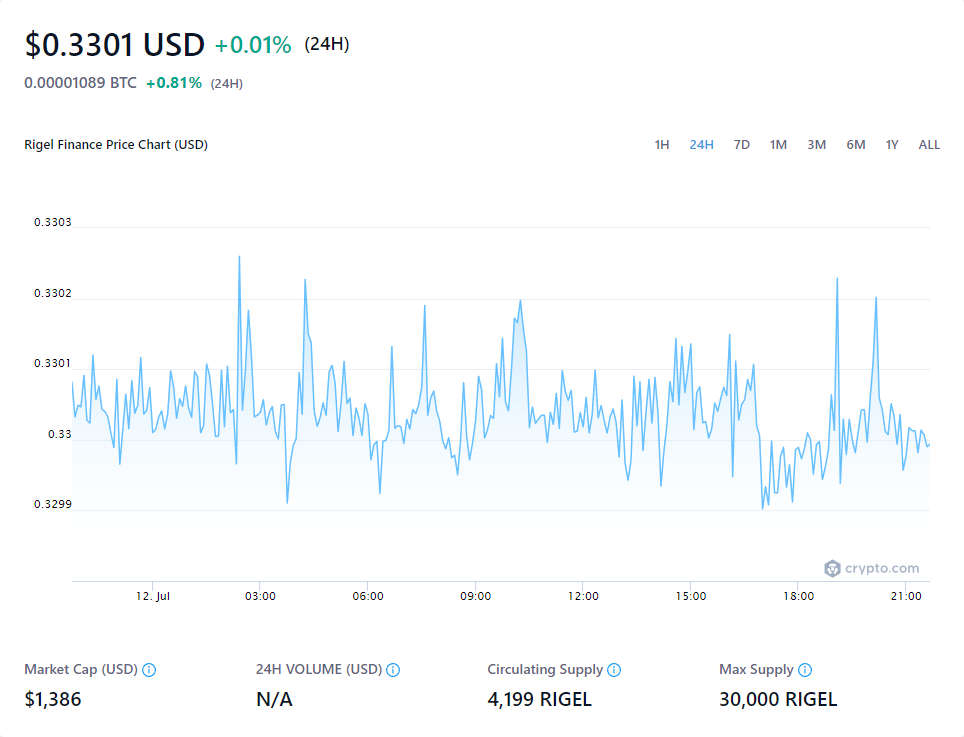 $0.3301 USD +0.01% (24H)
0.00001089 BTC +0.81% (24H)
Rigel Finance Price Chart (USD) 1H 24H 7D 1M 3M 6M 1Y ALL
0.3303
0.3302
0.3301
0.33
0.3299
crypto.com
12. Jul 03:00 06:00 09:00 12:00 15:00 18:00 21:00
Market Cap (USD) 24H VOLUME (USD) Circulating Supply Max Supply
$1,386 N/A 4,199 RIGEL 30,000 RIGEL